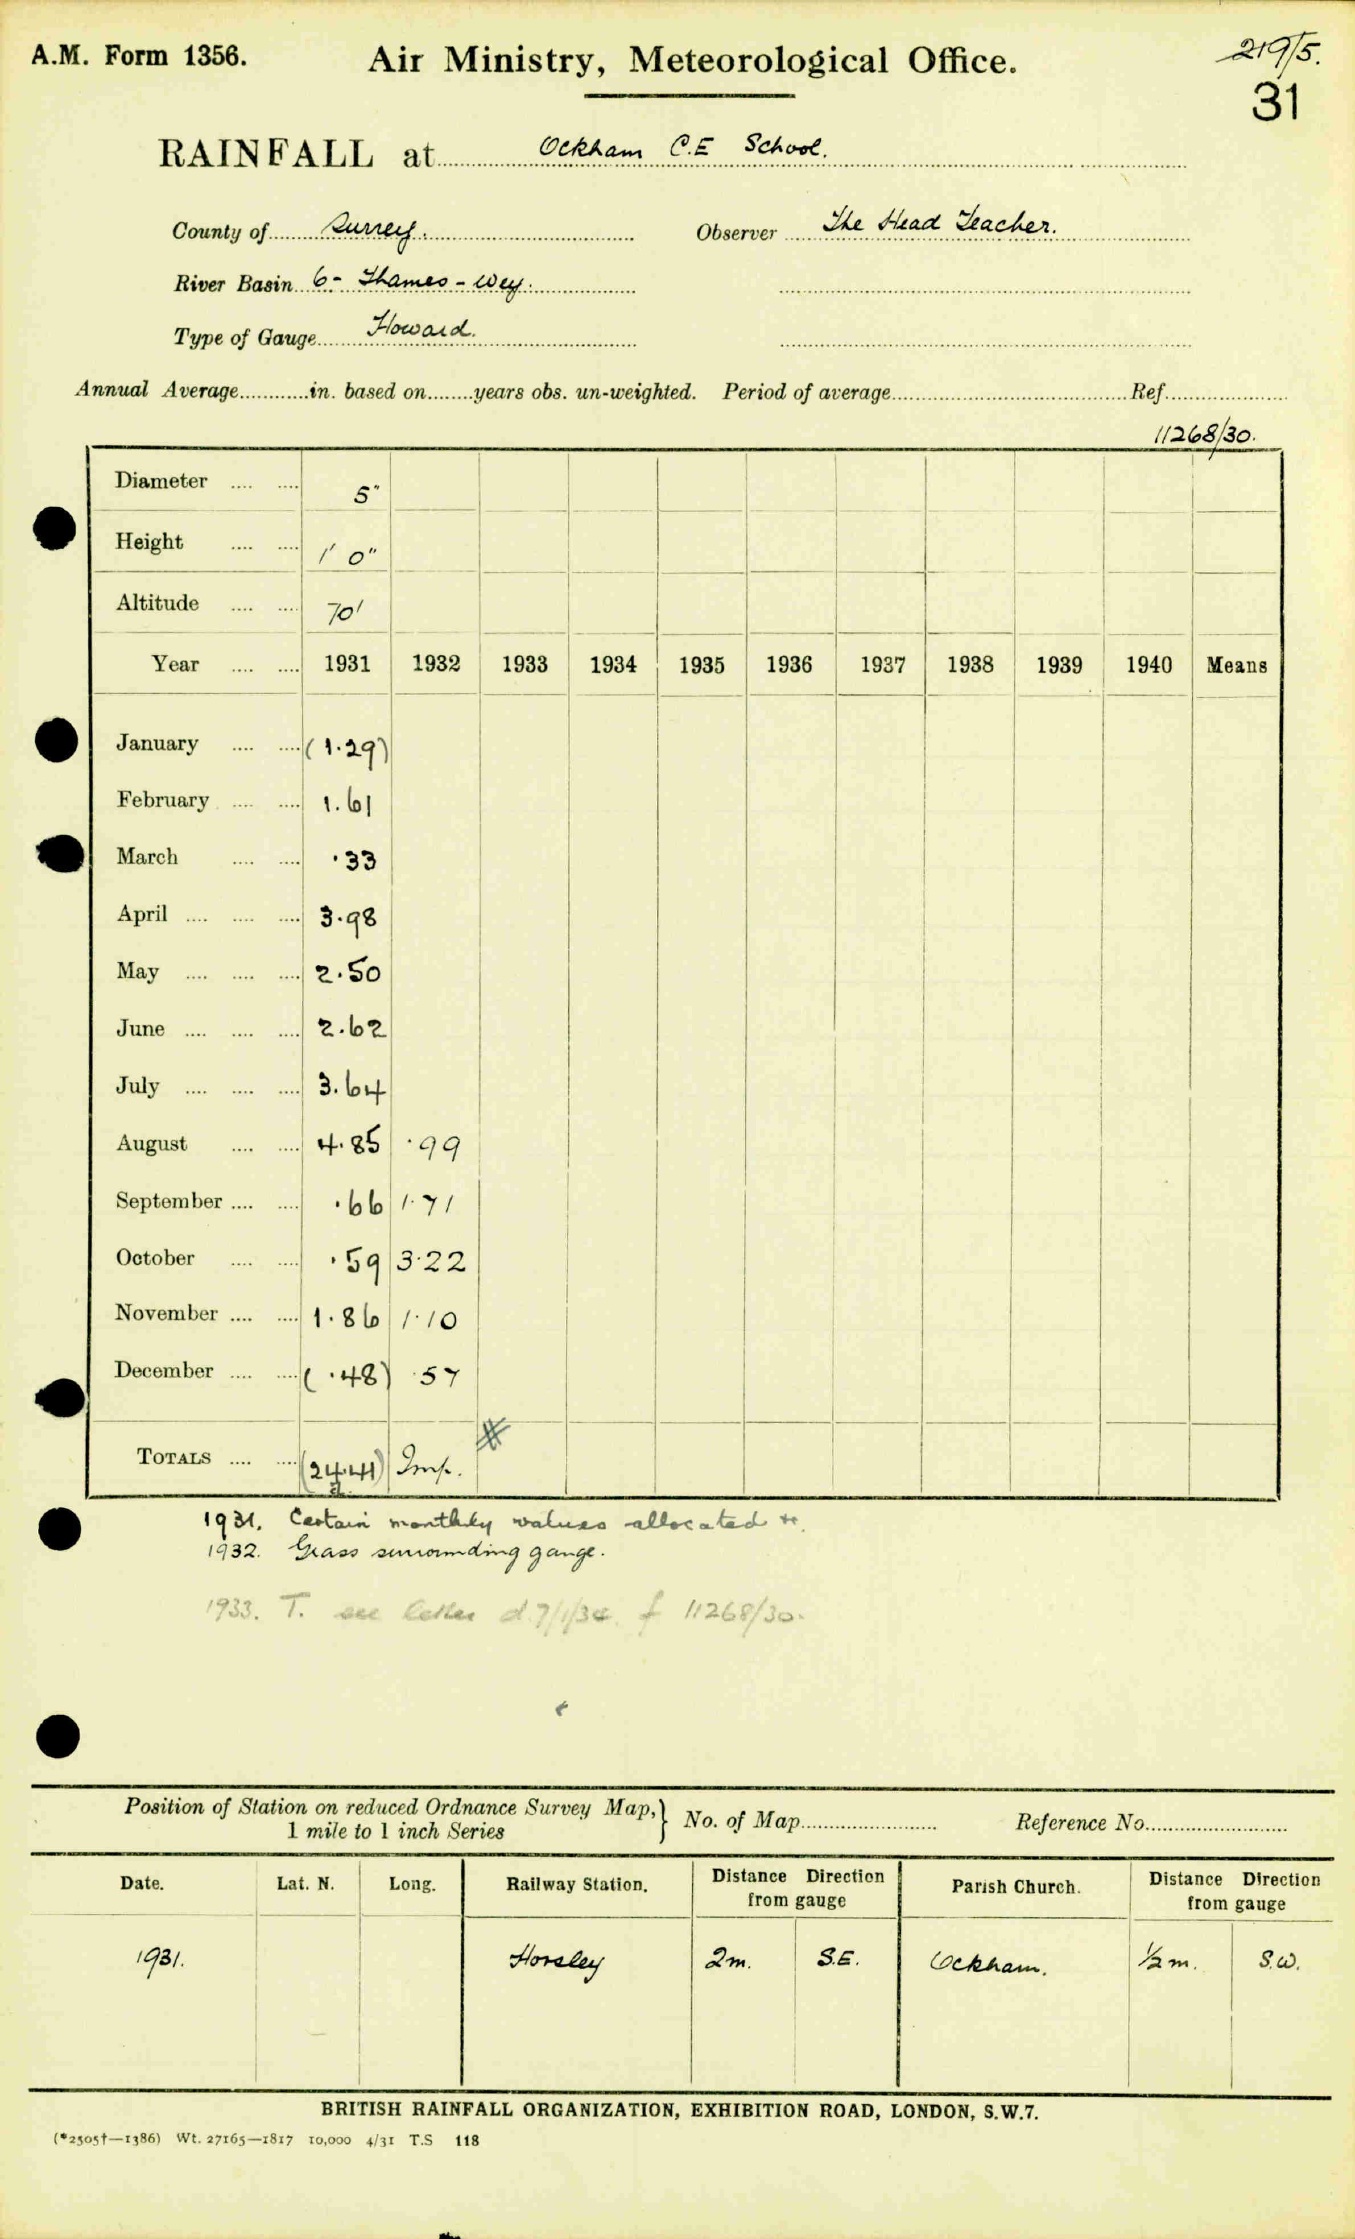 A.M. Form 1356. Air Ministry, Meteorological Office. 219/5.
31
RAINFALL at Ockham C.E School.
County of Surrey. Observer The Head Teacher.
River Basin 6- Thames - Wey.
Type of Gauge Howard.
Annual Average............in. based on........years obs. un-weighted. Period of average........................................Ref.....................
11268/30.
Diameter .... .... 5"
Height .... .... 1' 0"
Altitude .... .... 70'
Year .... .... 1931 1932 1933 1934 1935 1936 1937 1938 1939 1940 Means
January .... .... (1.29)
February .... .... 1.61
March .... .... .33
April .... .... .... 3.98
May .... .... .... 2.50
June .... .... .... 2.62
July .... .... .... 3.64
August .... .... 4.85 .99
September .... .... .66 1.71
October .... .... .59 3.22
November .... .... 1.86 1.10
December .... .... (.48) .57
TOTALS .... .... (24.41) Imp.
a.
1931. Certain monthly values allocated
1932. Grass surrounding gauge.
1933. T. see letter d. 7/1/34. f 11268/30.
Position of Station on reduced Ordnance Survey Map, } No. of Map........................ Reference No.........................
1 mile to 1 inch Series
Date. Lat. N. Long. Railway Station. Distance Direction Parish Church. Distance Direction
from gauge from gauge
1931. Horsley 2m. S.E. Ockham. ½ m. S.W.
BRITISH RAINFALL ORGANIZATION, EXHIBITION ROAD, LONDON, S.W.7.
(*2505†—1386) Wt. 27165—1817 10,000 4/31 T.S 118